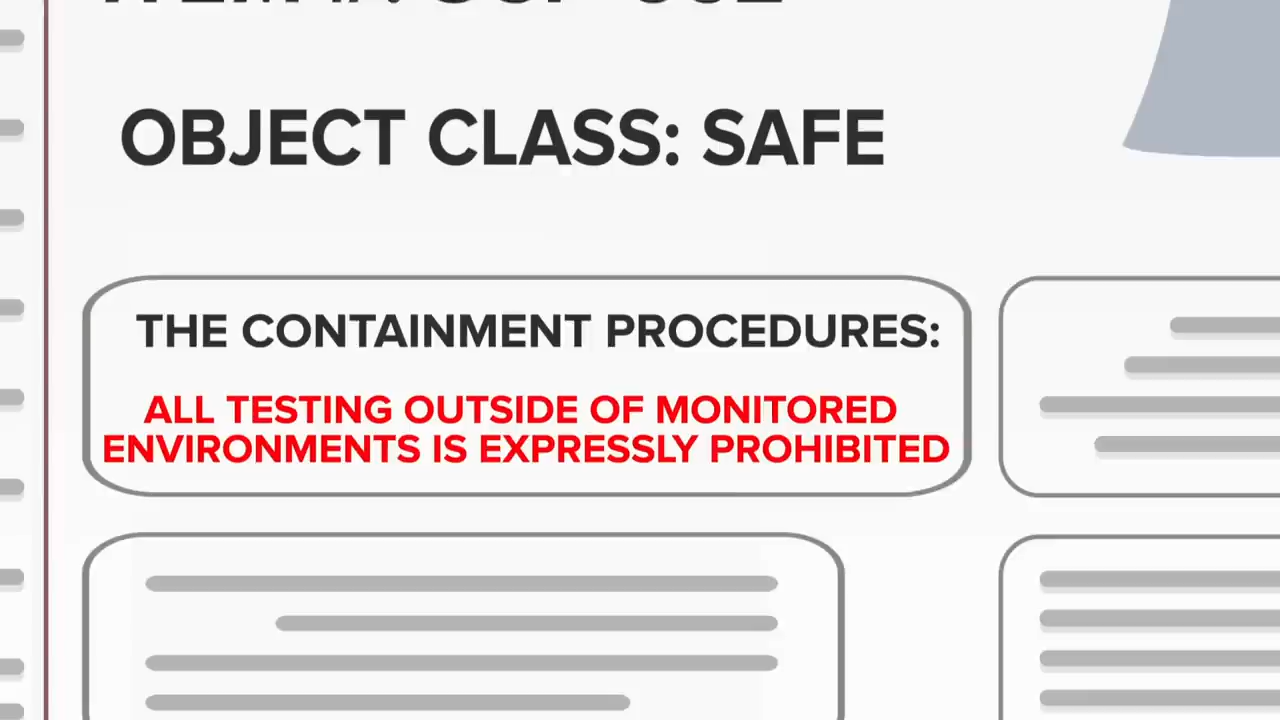 OBJECT CLASS: SAFE
THE CONTAINMENT PROCEDURES:
ALL TESTING OUTSIDE OF MONITORED
ENVIRONMENTS IS EXPRESSLY PROHIBITED